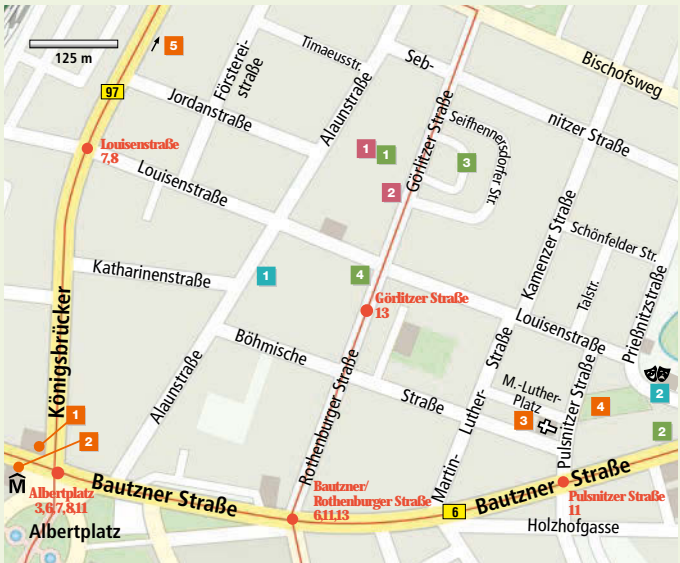 125 m
5
97
Timaeusstr.
Försterei-
straße
Jordanstraße
Alaunstraße
Seb-
nitzer Straße
Bischofsweg
Görlitzer Straße
Seifhennersdorfer Str.
1
1
2
3
Louisenstraße
7,8
Louisenstraße
Katharinenstraße
1
4
Görlitzer Straße
13
Kamenzer Straße
Schönfelder Str.
Talstr.
Prießnitzstraße
Louisenstraße
Königsbrücker
Böhmische
Straße
Alaunstraße
Rothenburger Straße
Martin-
Luther-
Straße
M.-Luther-
Platz
3
4
2
2
Pulsnitzer Straße
1
2
M
Albertplatz
3,6,7,8,11
Albertplatz
Bautzner Straße
Bautzner/
Rothenburger Straße
6,11,13
6
Bautzner Straße
Pulsnitzer Straße
11
Holzhofgasse